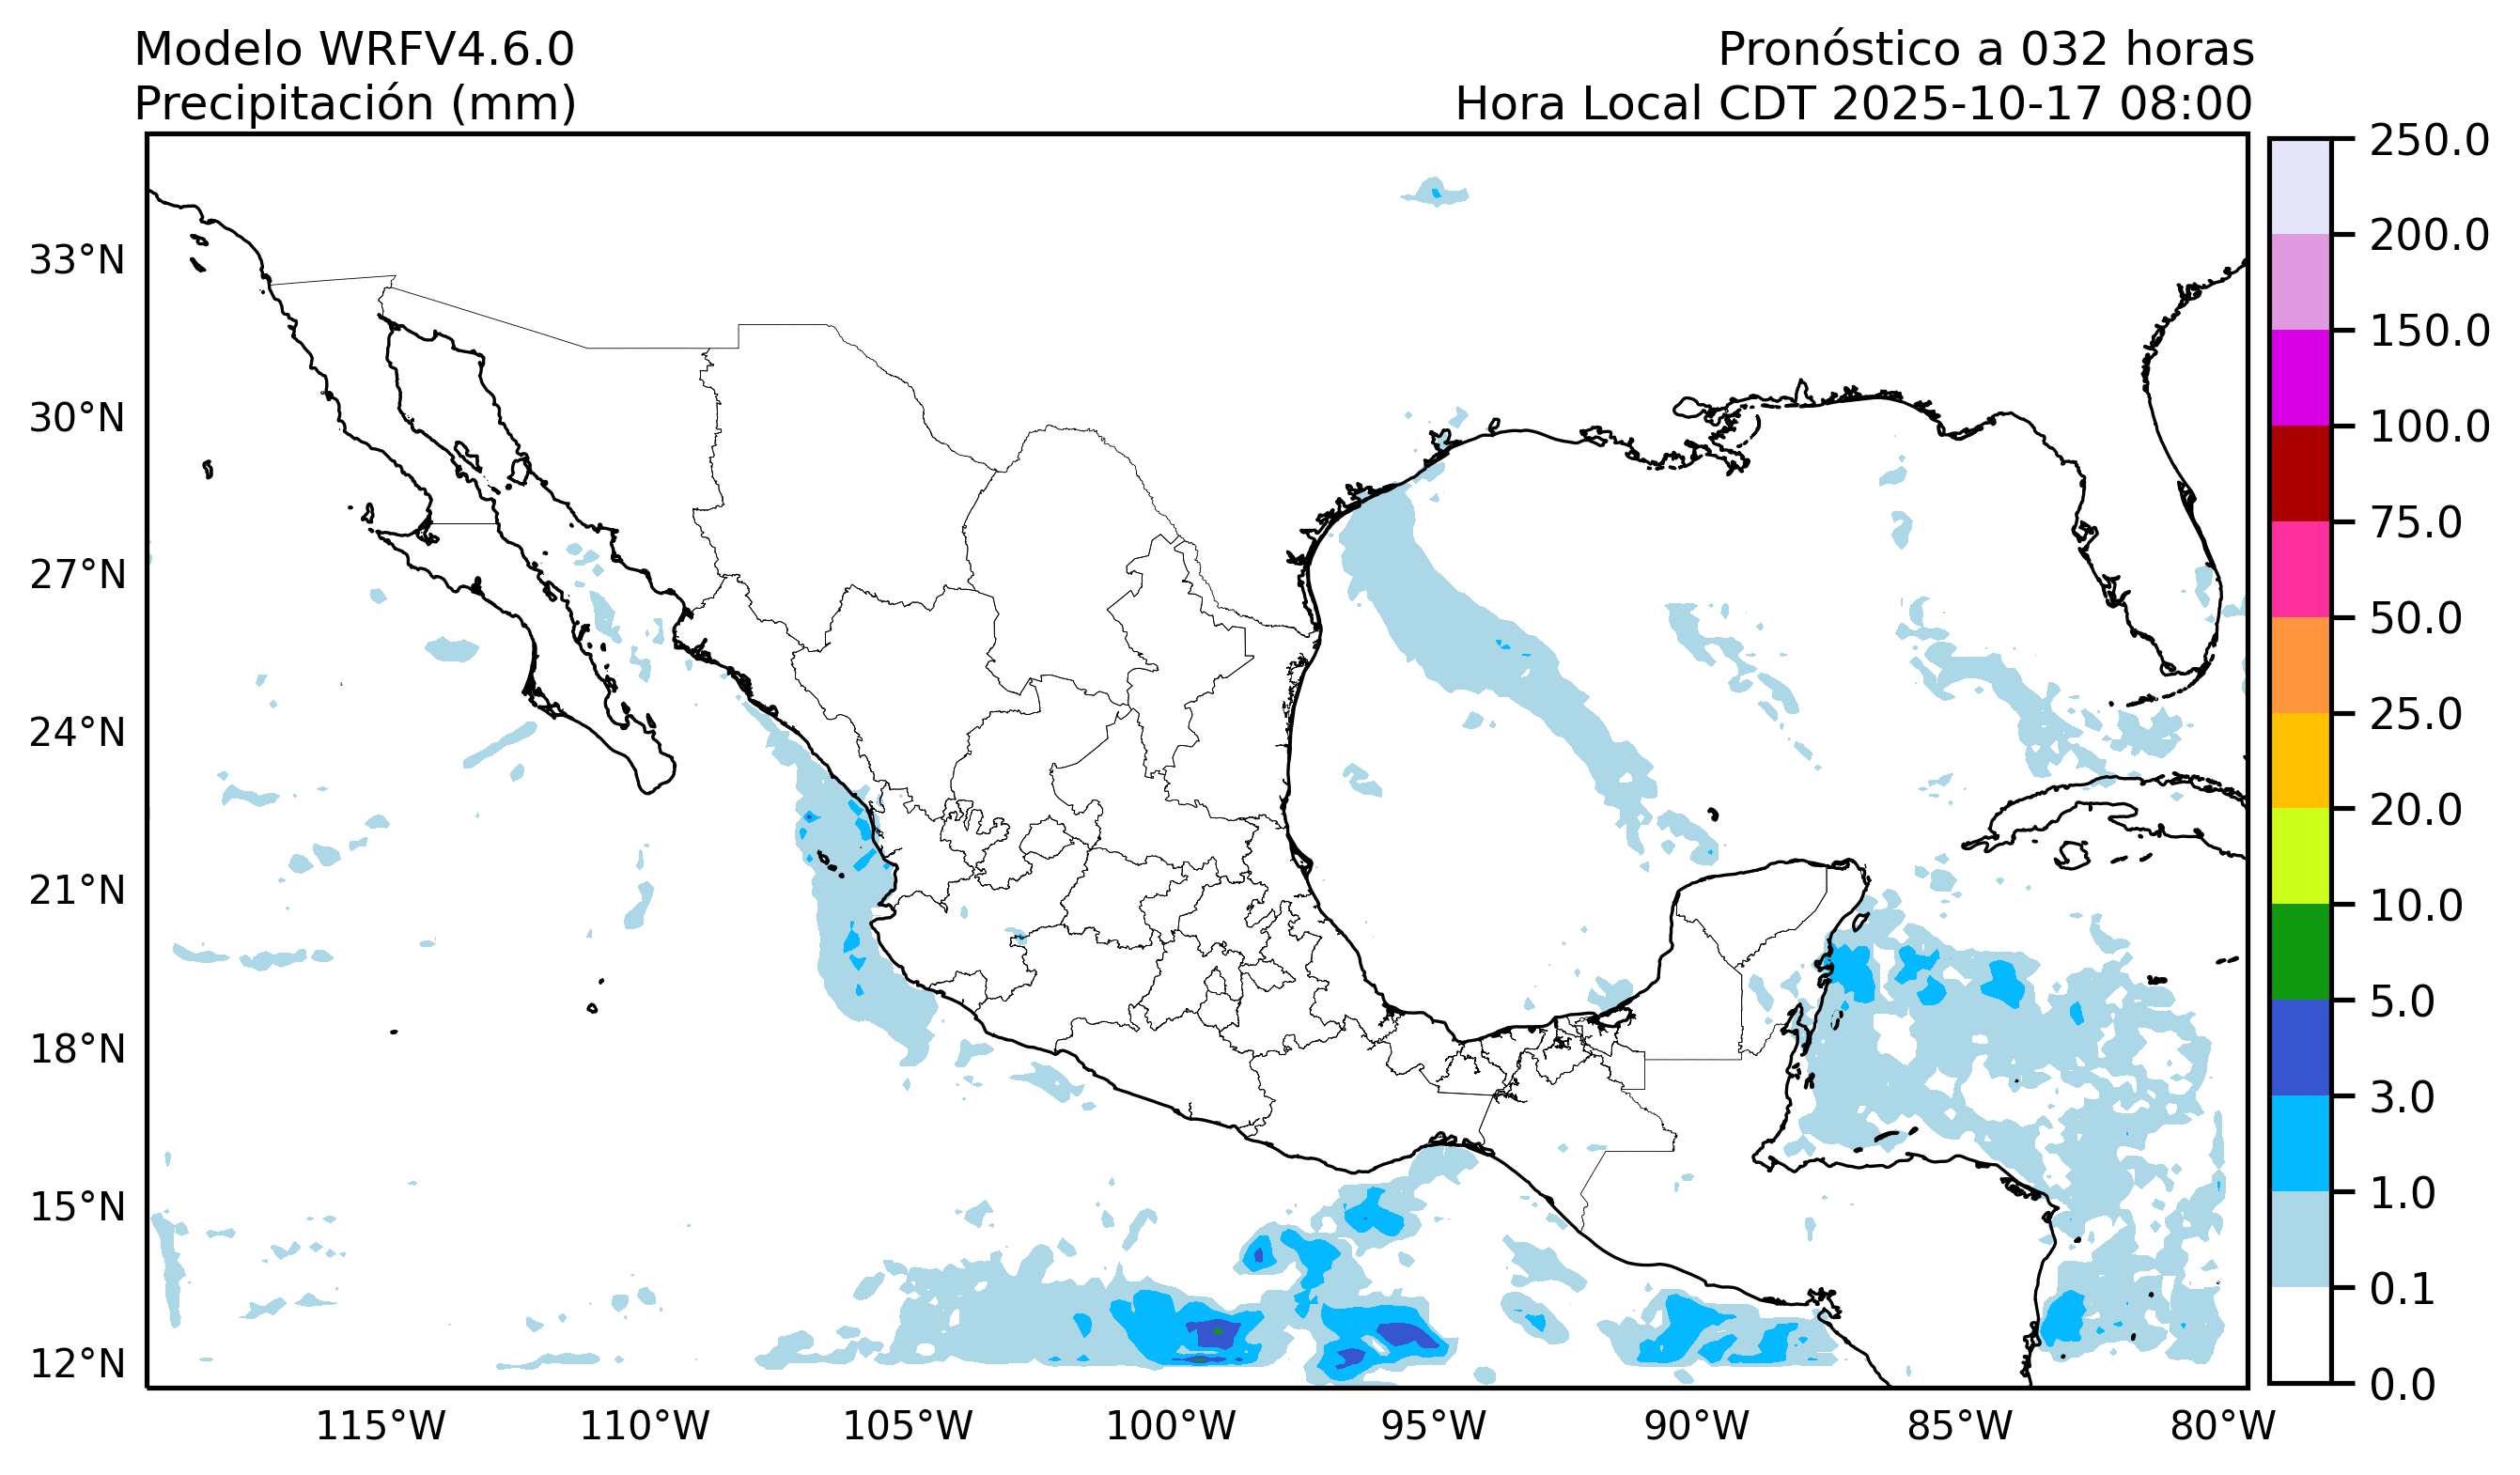 Modelo WRFV4.6.0
Precipitación (mm)
Pronóstico a 032 horas
Hora Local CDT 2025-10-17 08:00
33°N
30°N
27°N
24°N
21°N
18°N
15°N
12°N
115°W
110°W
105°W
100°W
95°W
90°W
85°W
80°W
250.0
200.0
150.0
100.0
75.0
50.0
25.0
20.0
10.0
5.0
3.0
1.0
0.1
0.0